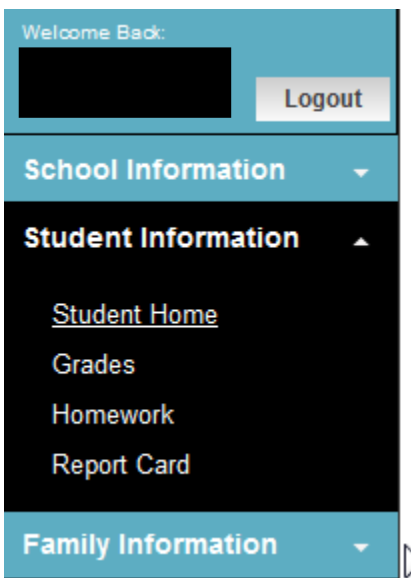 Welcome Back:
Logout
School Information
Student Information
Student Home
Grades
Homework
Report Card
Family Information